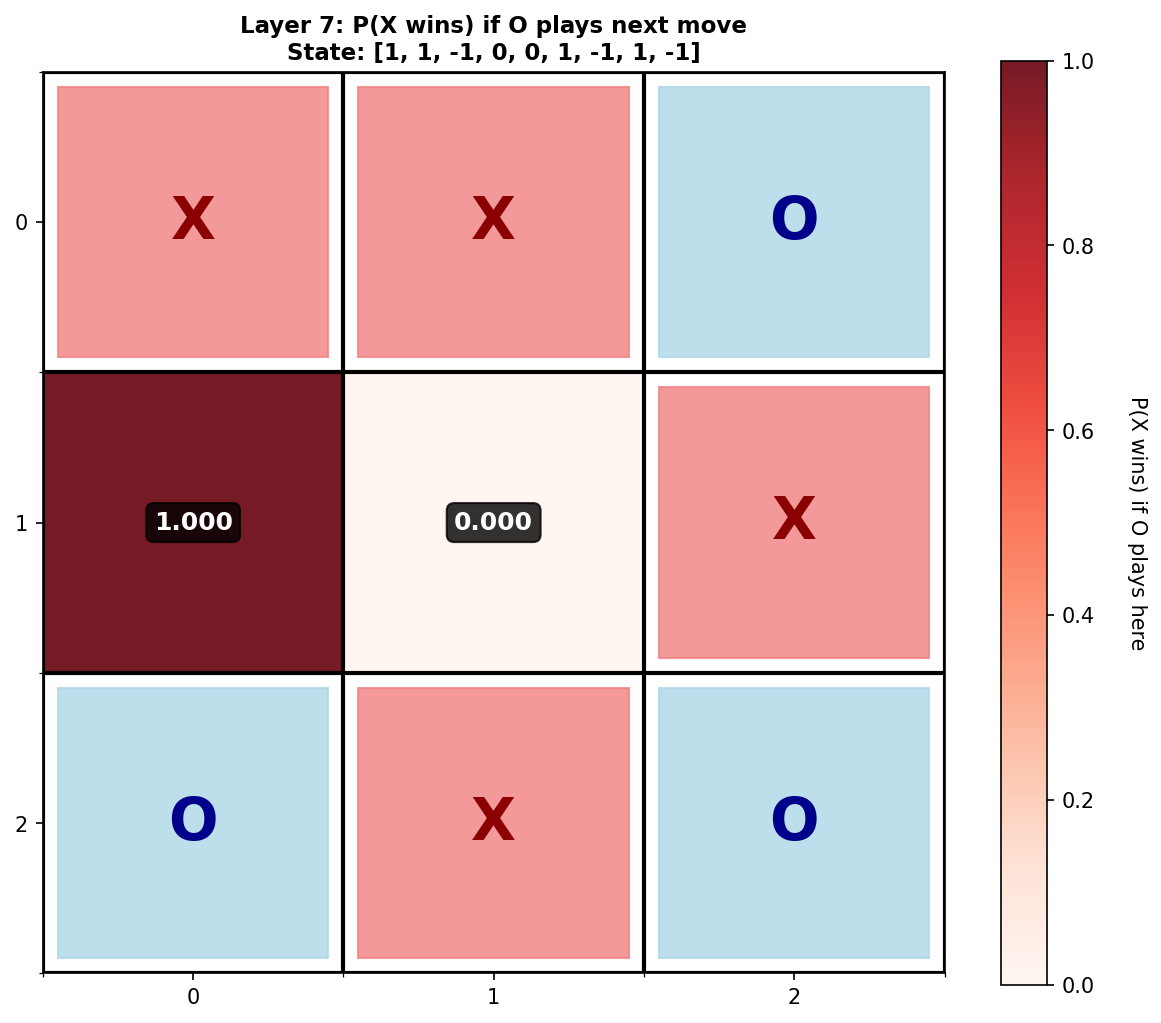 Layer 7: P(X wins) if O plays next move
State: [1, 1, -1, 0, 0, 1, -1, 1, -1]
0
X
X
O
1
1.000
0.000
X
2
O
X
O
0
1
2
1.0
0.8
0.6
0.4
0.2
0.0
P(X wins) if O plays here